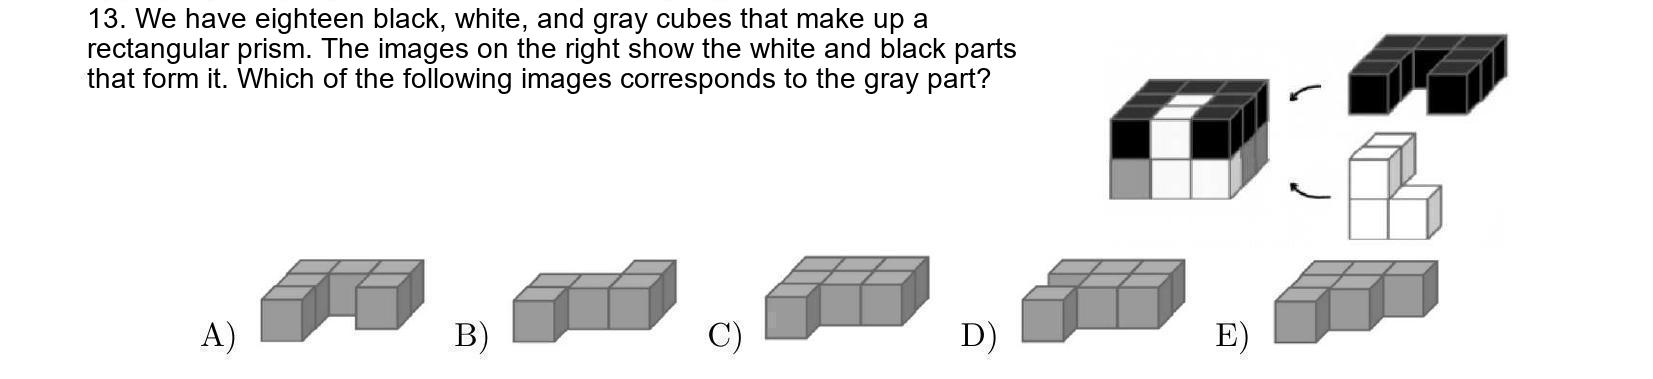 13. We have eighteen black, white, and gray cubes that make up a
rectangular prism. The images on the right show the white and black parts
that form it. Which of the following images corresponds to the gray part?
A) B) C) D) E)